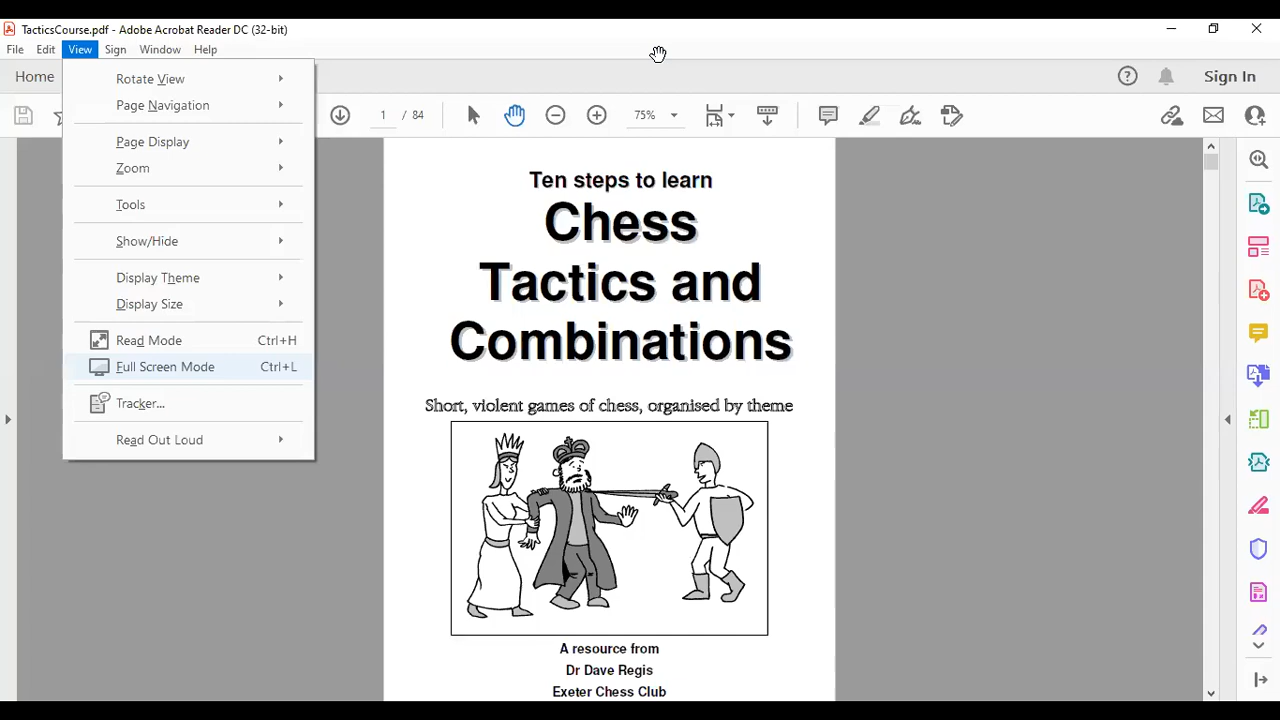 TacticsCourse.pdf - Adobe Acrobat Reader DC (32-bit)
File Edit View Sign Window Help
Home
Sign In
1 / 84
75%
Rotate View
Page Navigation
Page Display
Zoom
Tools
Show/Hide
Display Theme
Display Size
Read Mode Ctrl+H
Full Screen Mode Ctrl+L
Tracker...
Read Out Loud
Ten steps to learn
Chess
Tactics and
Combinations
Short, violent games of chess, organised by theme
A resource from
Dr Dave Regis
Exeter Chess Club